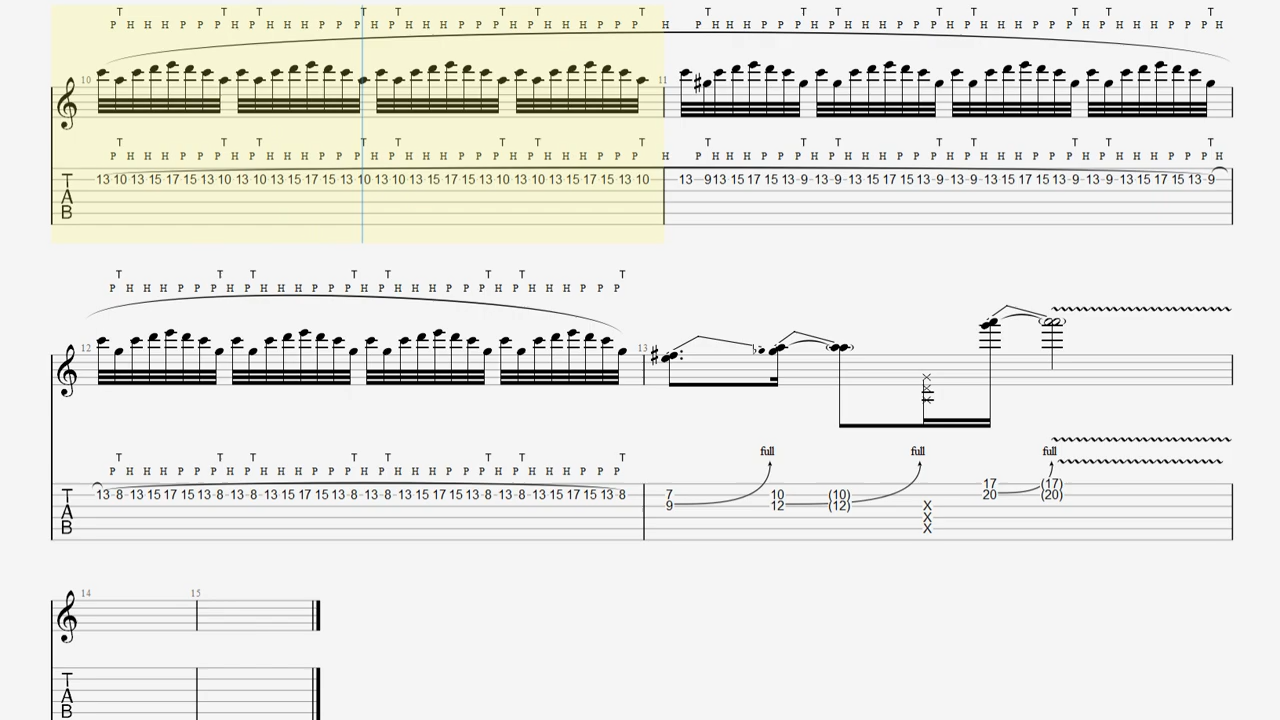 T T T T T T T T T T T T T T T T
P H H H P P P H P H H H P P P H P H H H P P P H P H H H P P P H P H H H P P P H P H H H P P P H P H H H P P P H P H H H P P P H
10 11
T T T T T T T T T T T T T T T T
P H H H P P P H P H H H P P P H P H H H P P P H P H H H P P P H P H H H P P P H P H H H P P P H P H H H P P P H P H H H P P P H
T 13 10 13 15 17 15 13 10 13 10 13 15 17 15 13 10 13 10 13 15 17 15 13 10 13 10 13 15 17 15 13 10 13 9 13 15 17 15 13 9 13 9 13 15 17 15 13 9 13 9 13 15 17 15 13 9 13 9 13 15 17 15 13 9
A
B
T T T T T T T T
P H H H P P P H P H H H P P P H P H H H P P P H P H H H P P P
12 13
T T T T T T T T
P H H H P P P H P H H H P P P H P H H H P P P H P H H H P P P
full full full
17 (17)
T 13 8 13 15 17 15 13 8 13 8 13 15 17 15 13 8 13 8 13 15 17 15 13 8 13 8 13 15 17 15 13 8 7 10 (10) 20 (20)
A 9 12 (12) X
X
B X
14 15
T
A
B